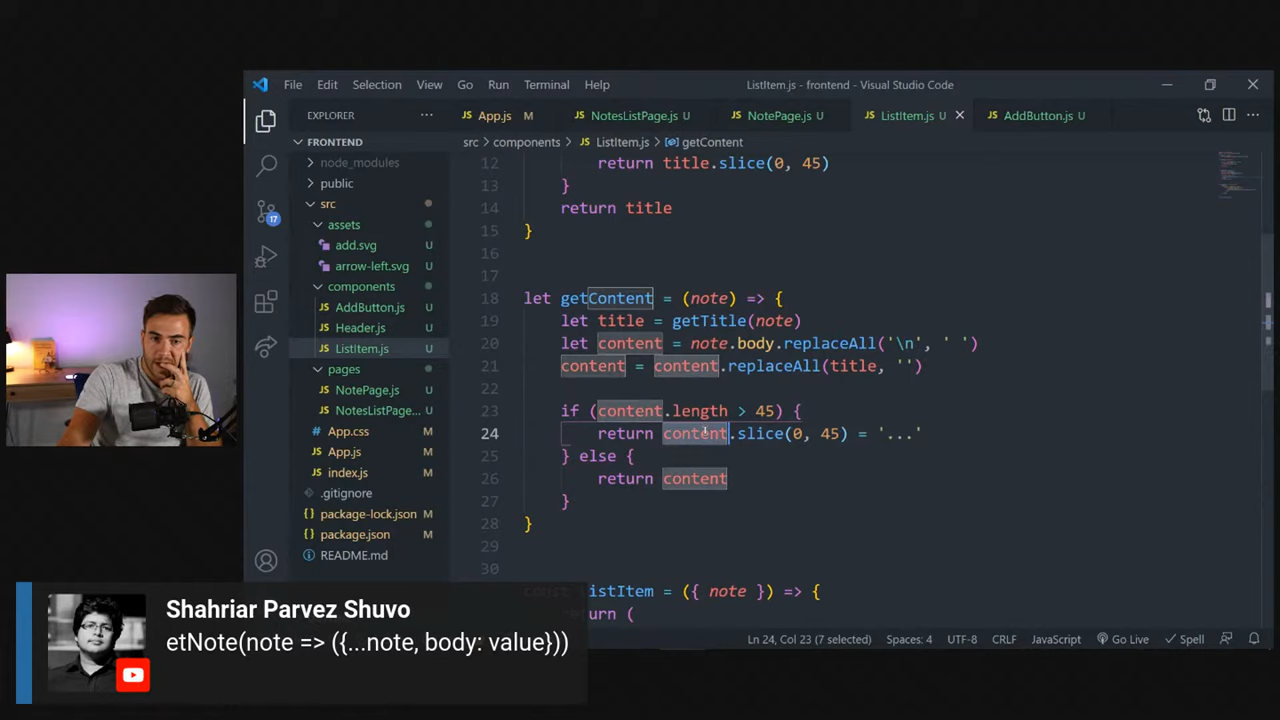 File Edit Selection View Go Run Terminal Help
ListItem.js - frontend - Visual Studio Code
EXPLORER
App.js M
NotesListPage.js U
NotePage.js U
ListItem.js U
AddButton.js U
FRONTEND
src > components > ListItem.js > getContent
node_modules
public
src
assets
add.svg U
arrow-left.svg U
components
AddButton.js U
Header.js U
ListItem.js U
pages
NotePage.js U
NotesListPage... U
App.css M
App.js M
index.js M
.gitignore
package-lock.json M
package.json M
README.md
17
12 return title.slice(0, 45)
13 }
14 return title
15 }
16
17
18 let getContent = (note) => {
19 let title = getTitle(note)
20 let content = note.body.replaceAll('\n', ' ')
21 content = content.replaceAll(title, '')
22
23 if (content.length > 45) {
24 return content.slice(0, 45) = '...'
25 } else {
26 return content
27 }
28 }
29
30
istItem = ({ note }) => {
(
Shahriar Parvez Shuvo
etNote(note => ({...note, body: value}))
Ln 24, Col 23 (7 selected) Spaces: 4 UTF-8 CRLF JavaScript Go Live Spell